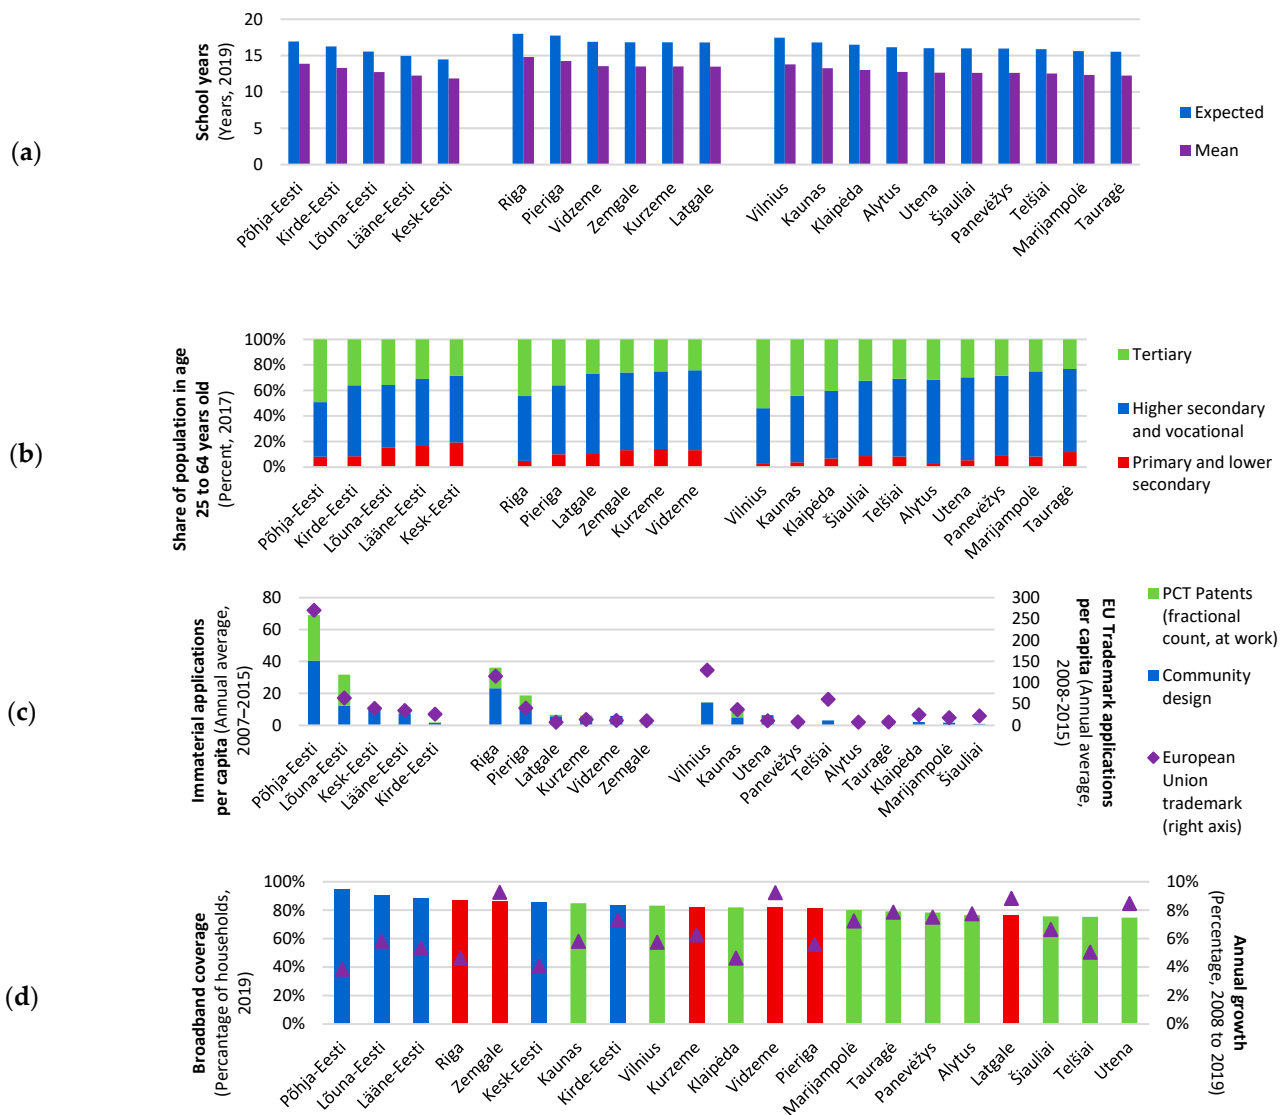 (a)
School years
(Years, 2019)
20
15
10
5
0
Põhja-Eesti
Kirde-Eesti
Lõuna-Eesti
Lääne-Eesti
Kesk-Eesti
Riga
Pieriga
Vidzeme
Zemgale
Kurzeme
Latgale
Vilnius
Kaunas
Klaipėda
Alytus
Utena
Šiauliai
Panevėžys
Telšiai
Marijampolė
Tauragė
Expected
Mean
(b)
Share of population in age
25 to 64 years old
(Percent, 2017)
100%
80%
60%
40%
20%
0%
Põhja-Eesti
Kirde-Eesti
Lõuna-Eesti
Lääne-Eesti
Kesk-Eesti
Riga
Pieriga
Latgale
Zemgale
Kurzeme
Vidzeme
Vilnius
Kaunas
Klaipėda
Šiauliai
Telšiai
Alytus
Utena
Panevėžys
Marijampolė
Tauragė
Tertiary
Higher secondary
and vocational
Primary and lower
secondary
(c)
Immaterial applications
per capita (Annual average,
2007–2015)
80
60
40
20
0
Põhja-Eesti
Lõuna-Eesti
Kesk-Eesti
Lääne-Eesti
Kirde-Eesti
Riga
Pieriga
Latgale
Kurzeme
Vidzeme
Zemgale
Vilnius
Kaunas
Utena
Panevėžys
Telšiai
Alytus
Tauragė
Klaipėda
Marijampolė
Šiauliai
300
250
200
150
100
50
0
EU Trademark applications
per capita (Annual average,
2008-2015)
PCT Patents
(fractional
count, at work)
Community
design
European
Union
trademark
(right axis)
(d)
Broadband coverage
(Percentage of households,
2019)
100%
80%
60%
40%
20%
0%
Põhja-Eesti
Lõuna-Eesti
Lääne-Eesti
Riga
Zemgale
Kesk-Eesti
Kaunas
Kirde-Eesti
Vilnius
Kurzeme
Klaipėda
Vidzeme
Pieriga
Marijampolė
Tauragė
Panevėžys
Alytus
Latgale
Šiauliai
Telšiai
Utena
10%
8%
6%
4%
2%
0%
Annual growth
(Percentage, 2008 to 2019)